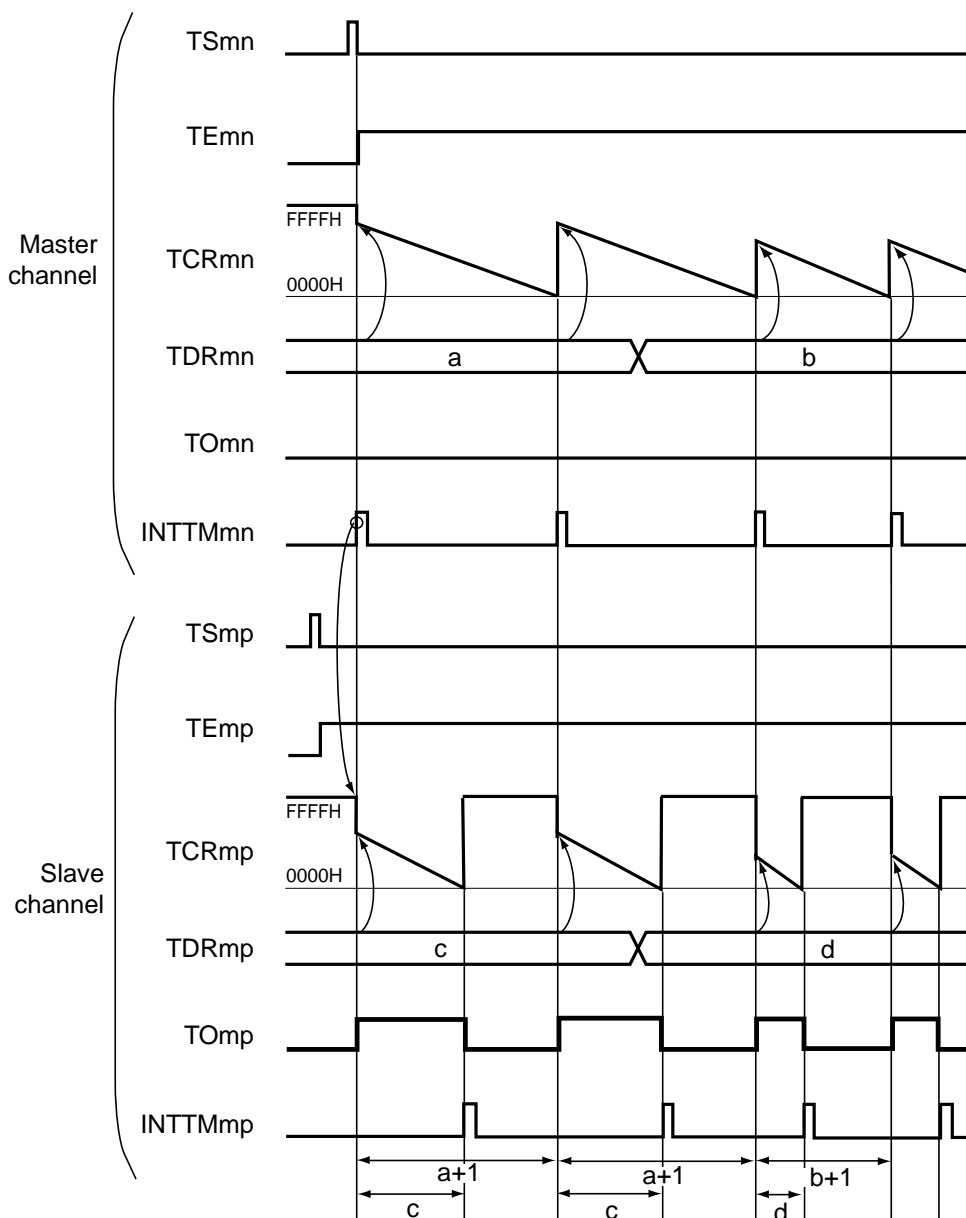 TSmn
TEmn
FFFFH
Master
channel
TCRmn
0000H
TDRmn
a
b
TOmn
INTTMmn
TSmp
TEmp
FFFFH
TCRmp
Slave
channel
0000H
TDRmp
c
d
TOmp
INTTMmp
a+1
a+1
b+1
c
c
d